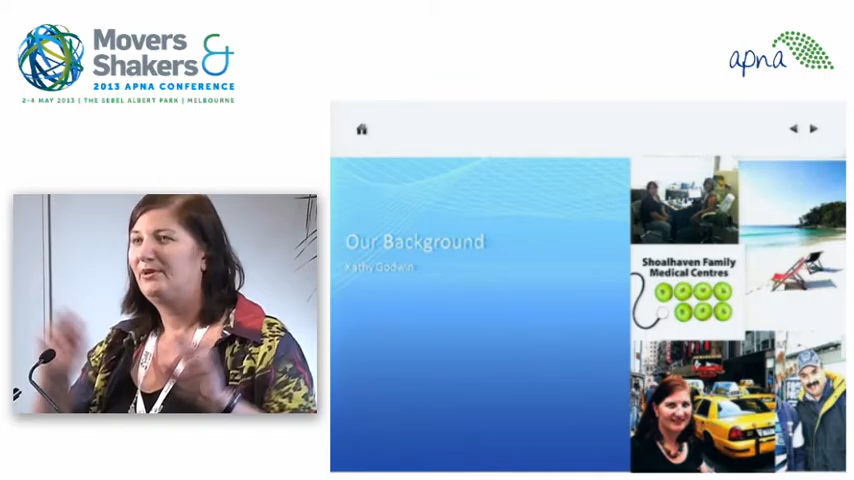 Movers &
Shakers
2013 APNA CONFERENCE
2-4 MAY 2013 | THE SEBEL ALBERT PARK | MELBOURNE
apna
Our Background
Kathy Godwin
Shoalhaven Family
Medical Centres